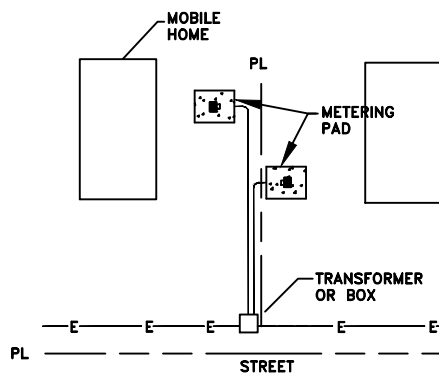 MOBILE
HOME
PL
METERING
PAD
TRANSFORMER
OR BOX
E E E E E
PL
STREET